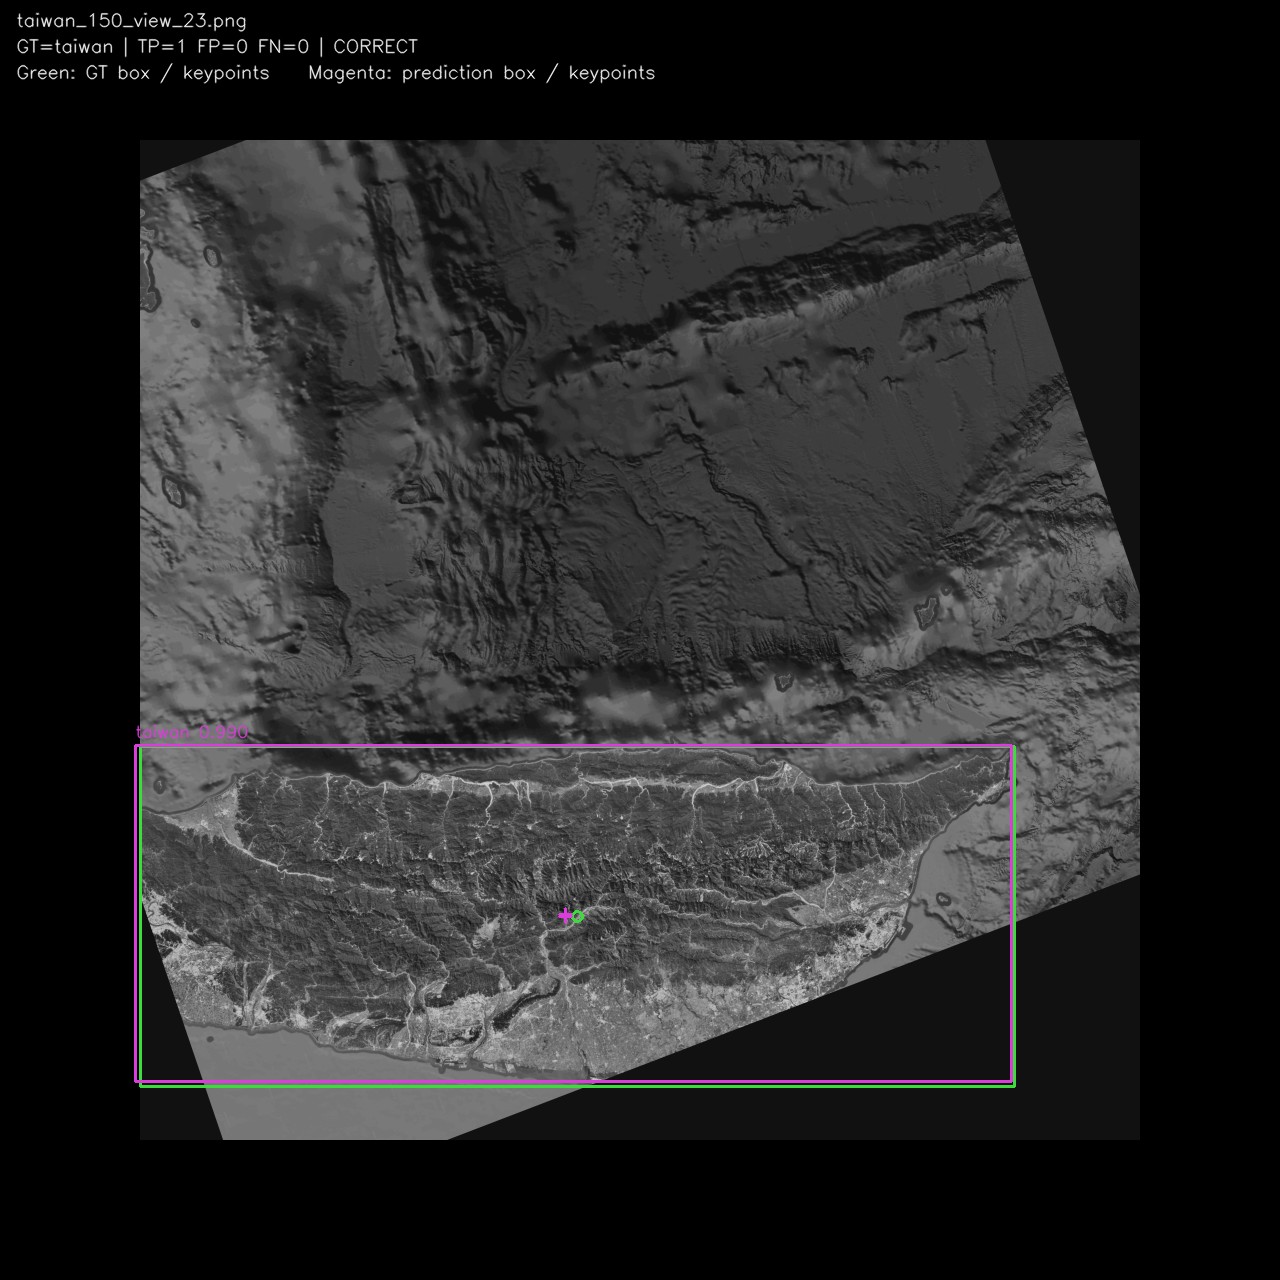 taiwan_150_view_23.png
GT=taiwan | TP=1 FP=0 FN=0 | CORRECT
Green: GT box / keypoints    Magenta: prediction box / keypoints
taiwan 0.990